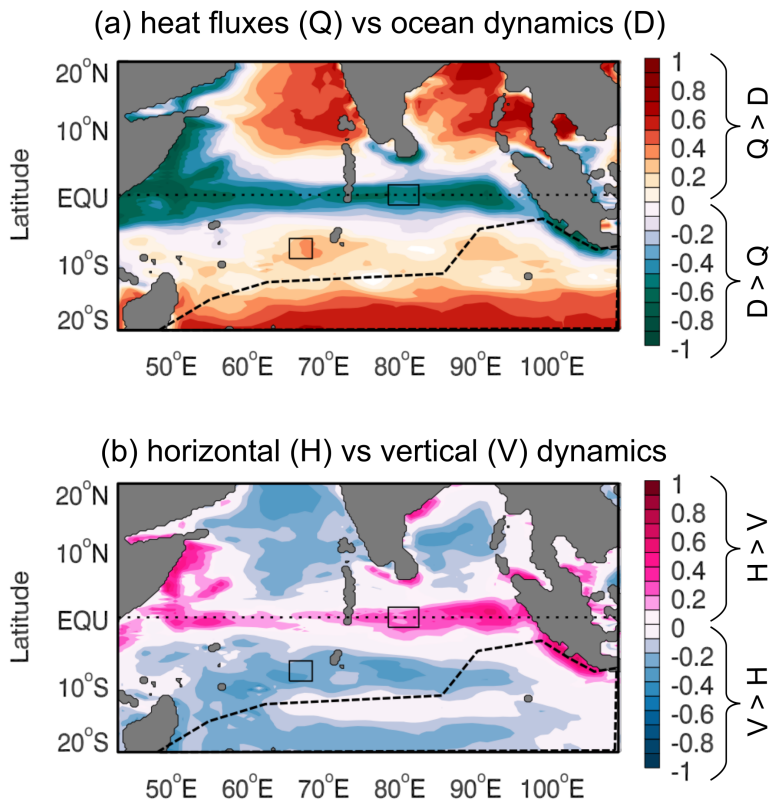 (a) heat fluxes (Q) vs ocean dynamics (D)
Latitude
20°N
10°N
EQU
10°S
20°S
50°E 60°E 70°E 80°E 90°E 100°E
1
0.8
0.6
0.4
0.2
0
-0.2
-0.4
-0.6
-0.8
-1
Q > D
D > Q
(b) horizontal (H) vs vertical (V) dynamics
Latitude
20°N
10°N
EQU
10°S
20°S
50°E 60°E 70°E 80°E 90°E 100°E
1
0.8
0.6
0.4
0.2
0
-0.2
-0.4
-0.6
-0.8
-1
H > V
V > H